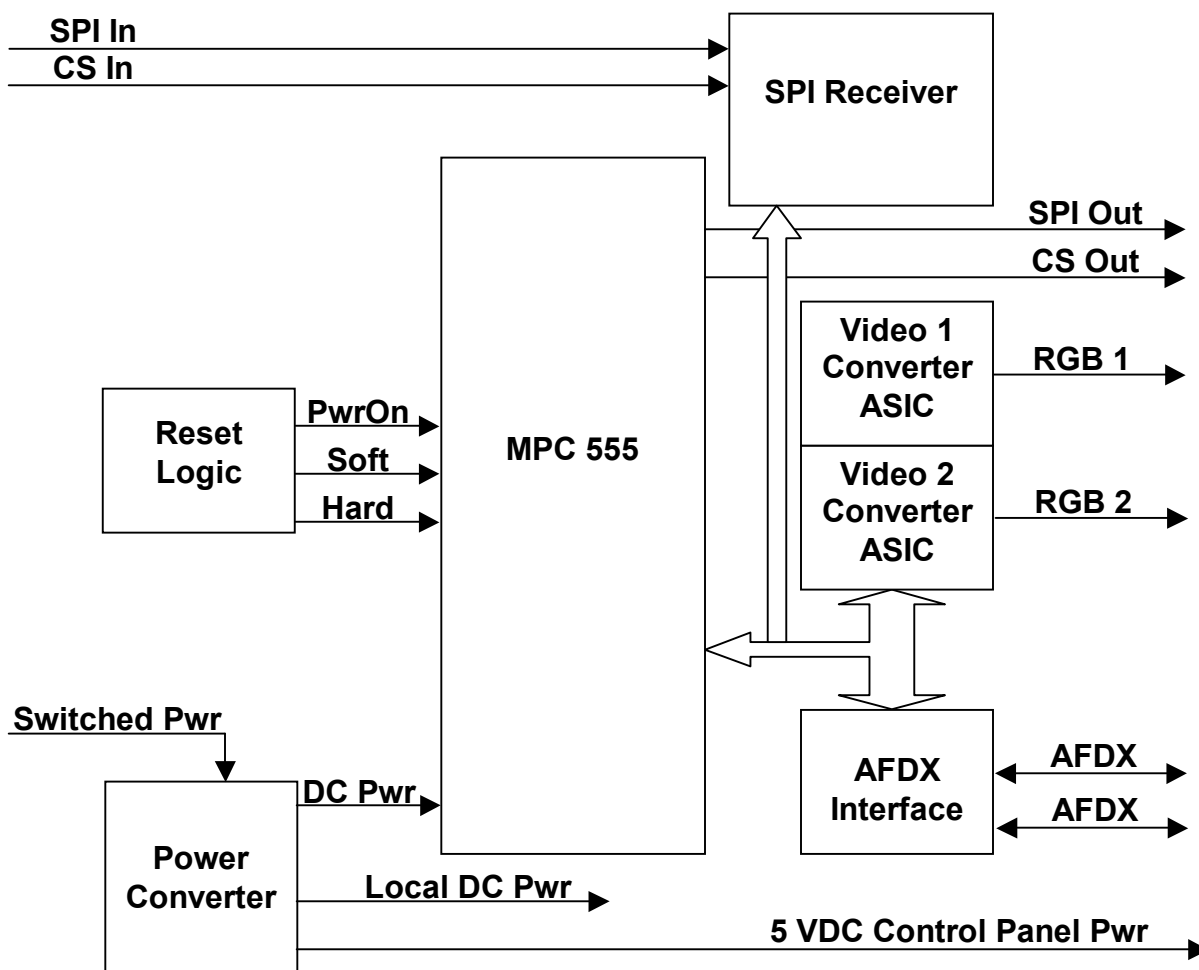 SPI In
CS In
SPI Receiver
SPI Out
CS Out
Video 1
Converter
ASIC
RGB 1
Reset
Logic
PwrOn
Soft
Hard
MPC 555
Video 2
Converter
ASIC
RGB 2
Switched Pwr
DC Pwr
AFDX
Interface
AFDX
AFDX
Power
Converter
Local DC Pwr
5 VDC Control Panel Pwr